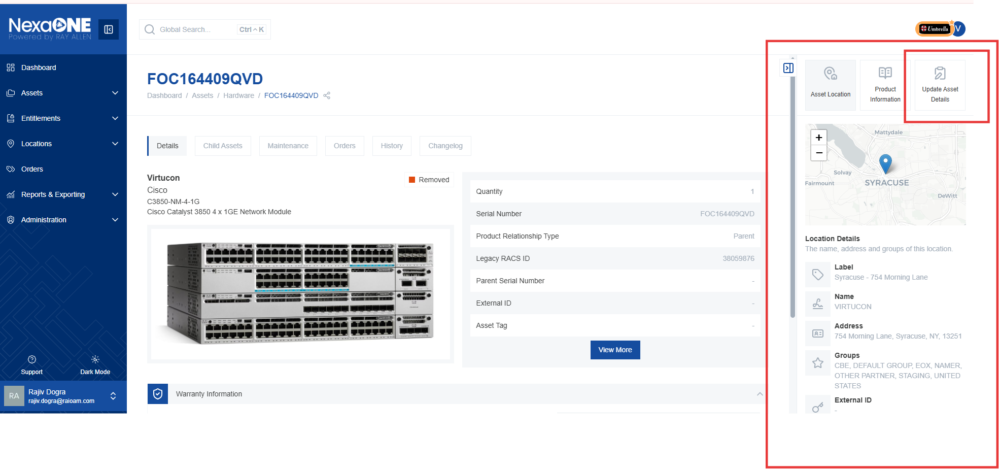 NexaONE
Powered by RAY ALLEN
Global Search...
Ctrl ^ K
Umbrella
V
Dashboard
Assets
Entitlements
Locations
Orders
Reports & Exporting
Administration
Support
Dark Mode
RA
Rajiv Dogra
rajiv.dogra@raioam.com
FOC164409QVD
Dashboard / Assets / Hardware / FOC164409QVD
Details
Child Assets
Maintenance
Orders
History
Changelog
Virtucon
Removed
Cisco
C3850-NM-4-1G
Cisco Catalyst 3850 4 x 1GE Network Module
Quantity 1
Serial Number FOC164409QVD
Product Relationship Type Parent
Legacy RACS ID 38059876
Parent Serial Number -
External ID -
Asset Tag -
View More
Warranty Information
Asset Location
Product
Information
Update Asset
Details
+
−
Mattydale
Solvay
Fairmount
SYRACUSE
DeWitt
Location Details
The name, address and groups of this location.
Label
Syracuse - 754 Morning Lane
Name
VIRTUCON
Address
754 Morning Lane, Syracuse, NY, 13251
Groups
CBE, DEFAULT GROUP, EOX, NAMER,
OTHER PARTNER, STAGING, UNITED
STATES
External ID
-